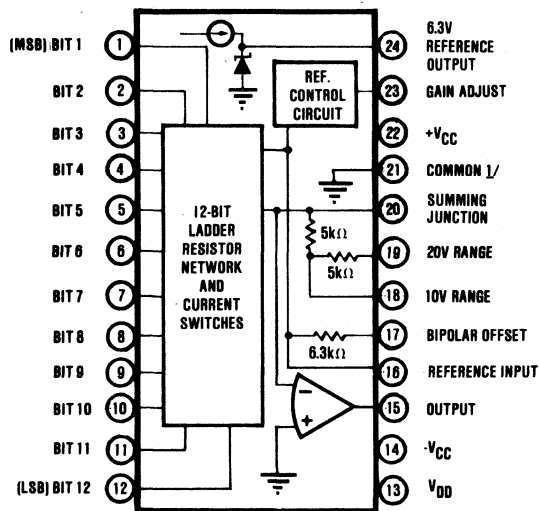 (MSB) BIT 1
BIT 2
BIT 3
BIT 4
BIT 5
BIT 6
BIT 7
BIT 8
BIT 9
BIT 10
BIT 11
(LSB) BIT 12
1
2
3
4
5
6
7
8
9
10
11
12
12-BIT
LADDER
RESISTOR
NETWORK
AND
CURRENT
SWITCHES
REF.
CONTROL
CIRCUIT
5kΩ
5kΩ
6.3kΩ
−
+
24
23
22
21
20
19
18
17
16
15
14
13
6.3V
REFERENCE
OUTPUT
GAIN ADJUST
+VCC
COMMON 1/
SUMMING
JUNCTION
20V RANGE
10V RANGE
BIPOLAR OFFSET
REFERENCE INPUT
OUTPUT
-VCC
VDD